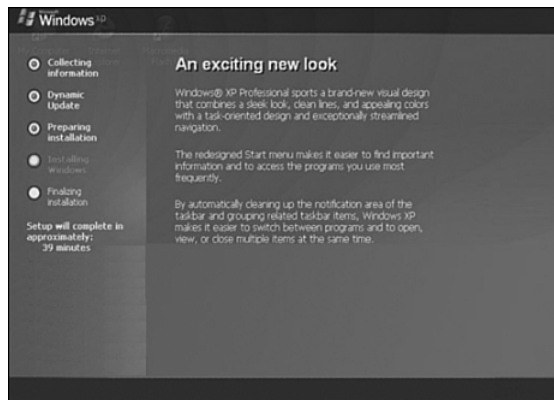 Microsoft
Windows xp
My Computer
Internet
Collecting
information
Dynamic
Update
Preparing
installation
Installing
Windows
Finalizing
installation
Setup will complete in
approximately:
39 minutes
An exciting new look
Windows® XP Professional sports a brand-new visual design
that combines a sleek look, clean lines, and appealing colors
with a task-oriented design and exceptionally streamlined
navigation.
The redesigned Start menu makes it easier to find important
information and to access the programs you use most
frequently.
By automatically cleaning up the notification area of the
taskbar and grouping related taskbar items, Windows XP
makes it easier to switch between programs and to open,
view, or close multiple items at the same time.